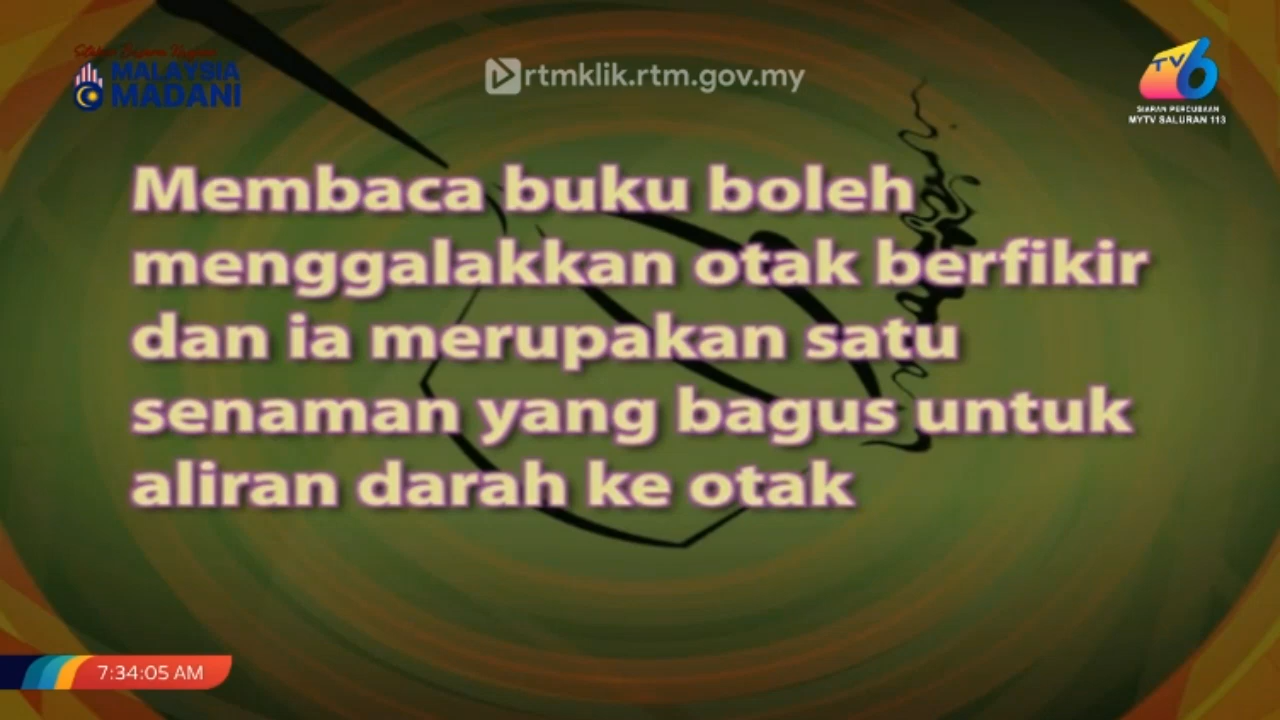 MALAYSIA
MADANI
rtmklik.rtm.gov.my
TV6
SIARAN PERCUBAAN
MYTV SALURAN 113
Membaca buku boleh
menggalakkan otak berfikir
dan ia merupakan satu
senaman yang bagus untuk
aliran darah ke otak
7:34:05 AM